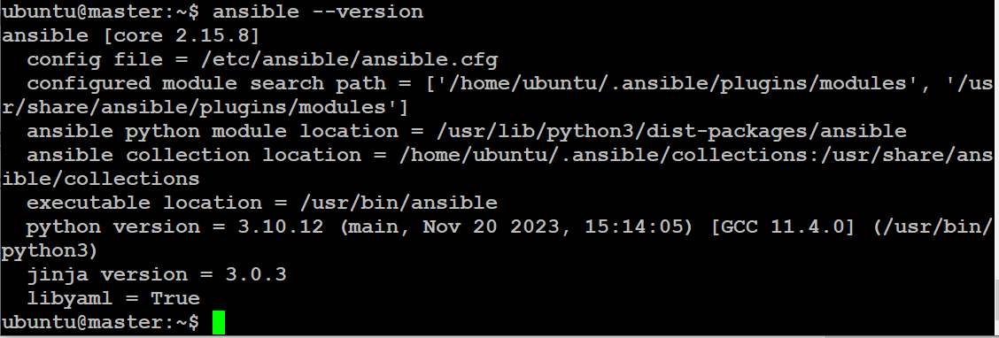 ubuntu@master:~$ ansible --version
ansible [core 2.15.8]
  config file = /etc/ansible/ansible.cfg
  configured module search path = ['/home/ubuntu/.ansible/plugins/modules', '/us
r/share/ansible/plugins/modules']
  ansible python module location = /usr/lib/python3/dist-packages/ansible
  ansible collection location = /home/ubuntu/.ansible/collections:/usr/share/ans
ible/collections
  executable location = /usr/bin/ansible
  python version = 3.10.12 (main, Nov 20 2023, 15:14:05) [GCC 11.4.0] (/usr/bin/
python3)
  jinja version = 3.0.3
  libyaml = True
ubuntu@master:~$